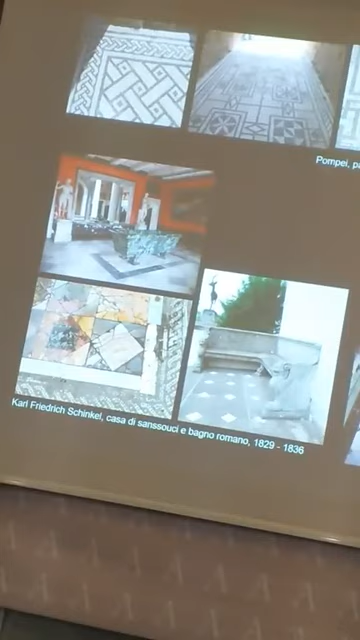 Pompei,
Karl Friedrich Schinkel, casa di sanssouci e bagno romano, 1829 - 1836